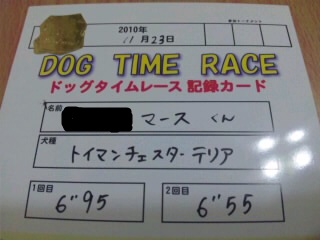 2010年
11月23日
DOG TIME RACE
ドッグタイムレース 記録カード
名前
マース くん
犬種
トイマンチェスターテリア
1回目
2回目
6"95
6"55